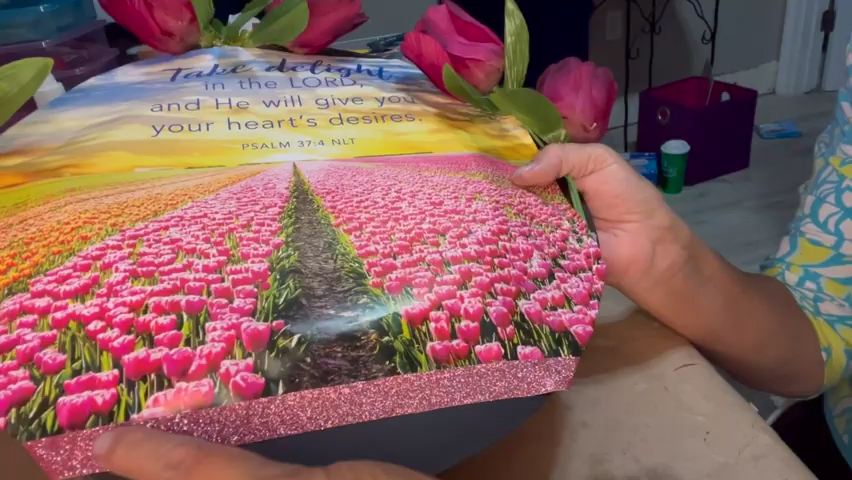 Take delight
in the LORD,
and He will give you
your heart's desires.
PSALM 37:4 NLT